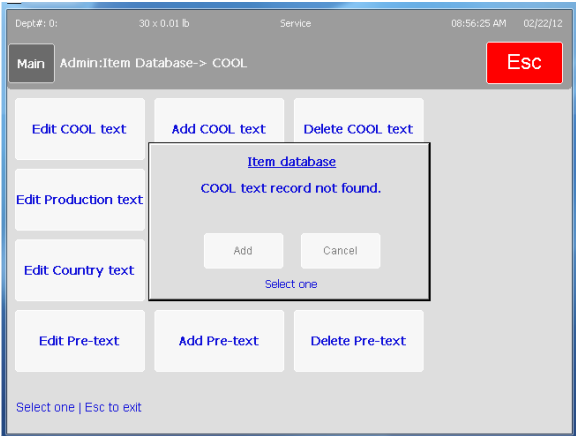 Dept#: 0: 30 x 0.01 lb Service 08:56:25 AM 02/22/12
Main Admin:Item Database-> COOL Esc
Edit COOL text Add COOL text Delete COOL text
Item database
COOL text record not found.
Edit Production text
Add Cancel
Edit Country text
Select one
Edit Pre-text Add Pre-text Delete Pre-text
Select one | Esc to exit